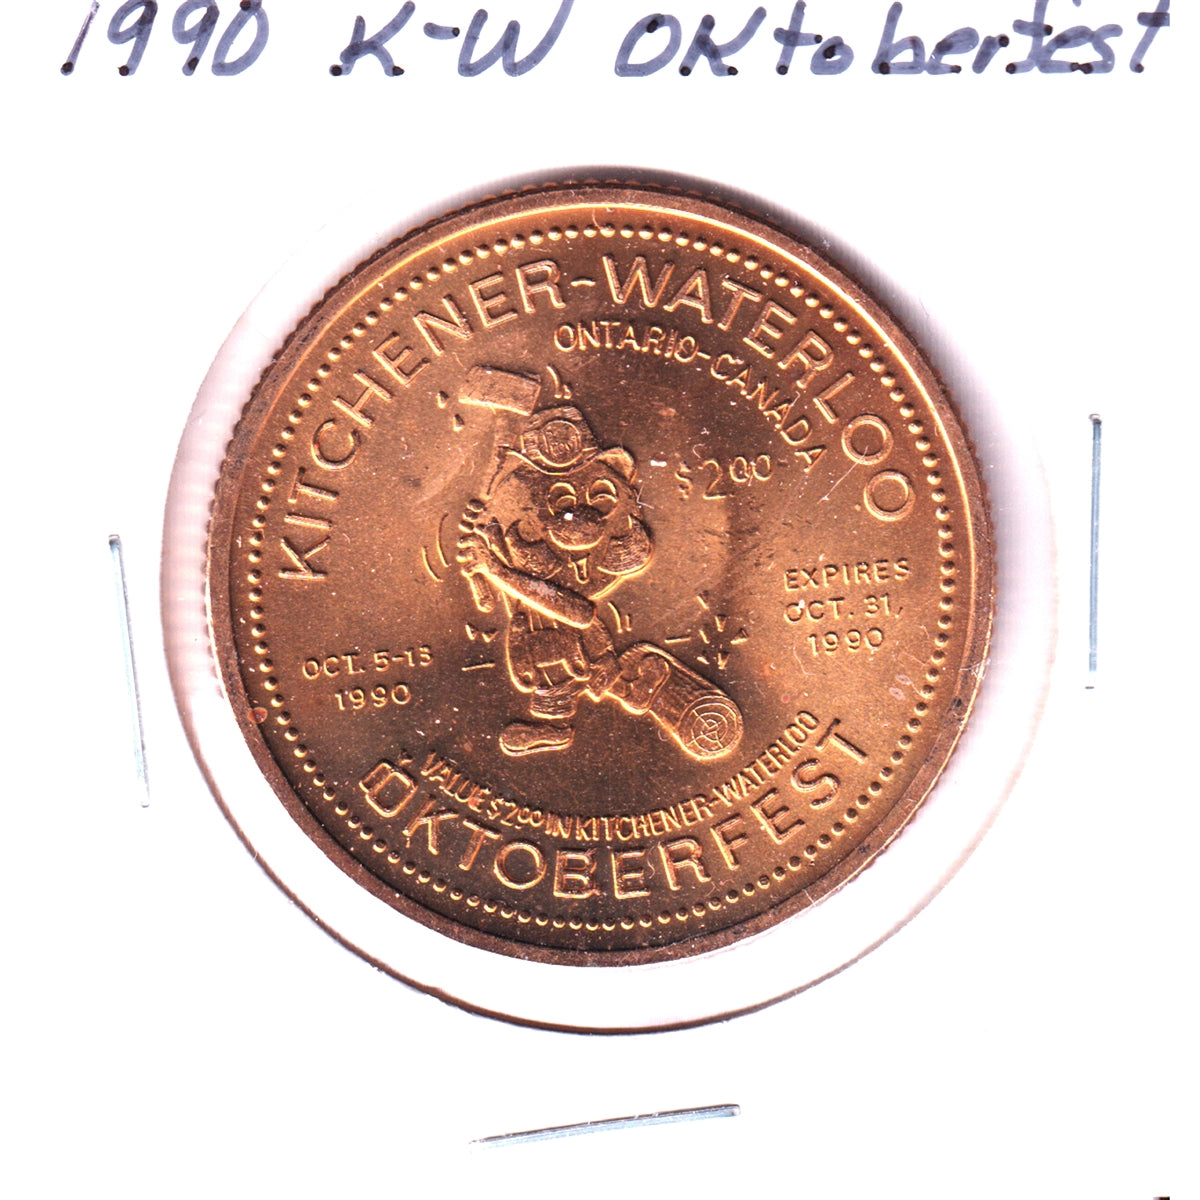 1990 K-W OKtoberfest
KITCHENER-WATERLOO
ONTARIO-CANADA
$2.00
EXPIRES
OCT. 31,
1990
OCT. 5-13
1990
VALUE $2.00 IN KITCHENER-WATERLOO
OKTOBERFEST